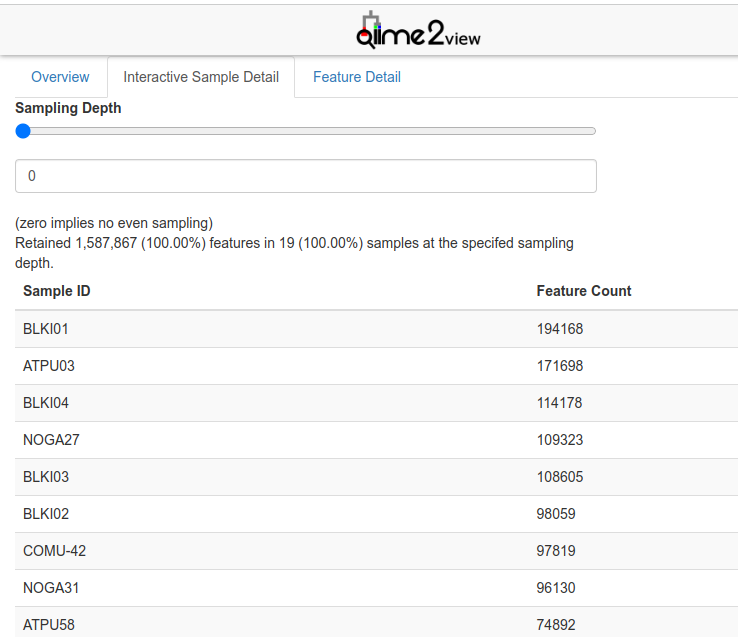 qiime2view
Overview Interactive Sample Detail Feature Detail
Sampling Depth
0
(zero implies no even sampling)
Retained 1,587,867 (100.00%) features in 19 (100.00%) samples at the specifed sampling
depth.
Sample ID Feature Count
BLKI01 194168
ATPU03 171698
BLKI04 114178
NOGA27 109323
BLKI03 108605
BLKI02 98059
COMU-42 97819
NOGA31 96130
ATPU58 74892